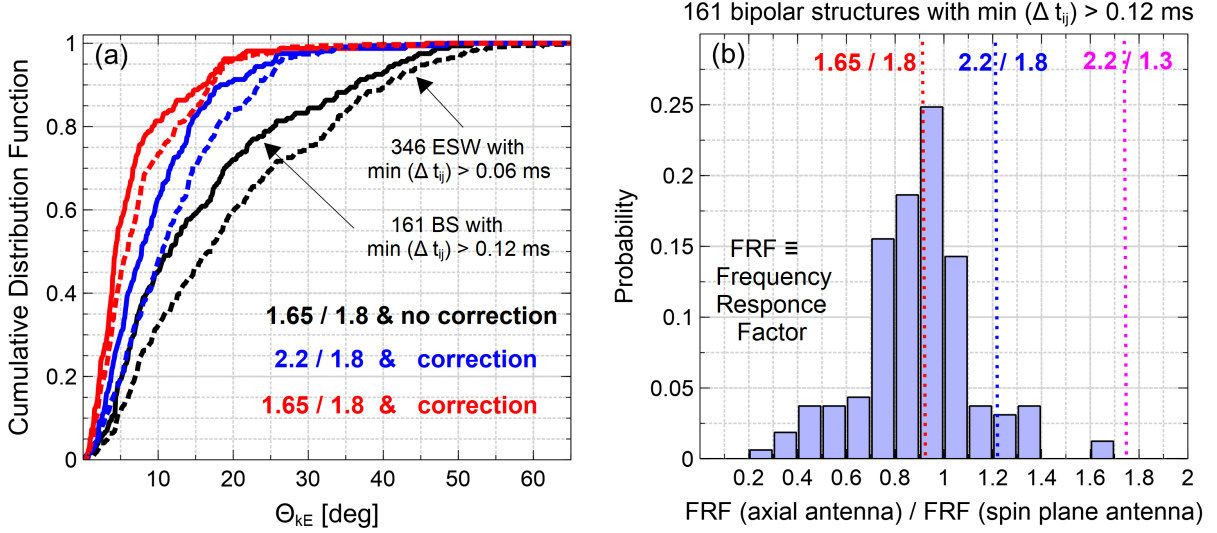 161 bipolar structures with min (Δ tij) > 0.12 ms
(a)
Cumulative Distribution Function
1
0.8
0.6
0.4
0.2
0
346 ESW with
min (Δ tij) > 0.06 ms
161 BS with
min (Δ tij) > 0.12 ms
1.65 / 1.8 & no correction
2.2 / 1.8 & correction
1.65 / 1.8 & correction
10 20 30 40 50 60
ΘkE [deg]
(b)
1.65 / 1.8 2.2 / 1.8 2.2 / 1.3
Probability
0.25
0.2
0.15
0.1
0.05
0
FRF ≡
Frequency
Responce
Factor
0.2 0.4 0.6 0.8 1 1.2 1.4 1.6 1.8 2
FRF (axial antenna) / FRF (spin plane antenna)